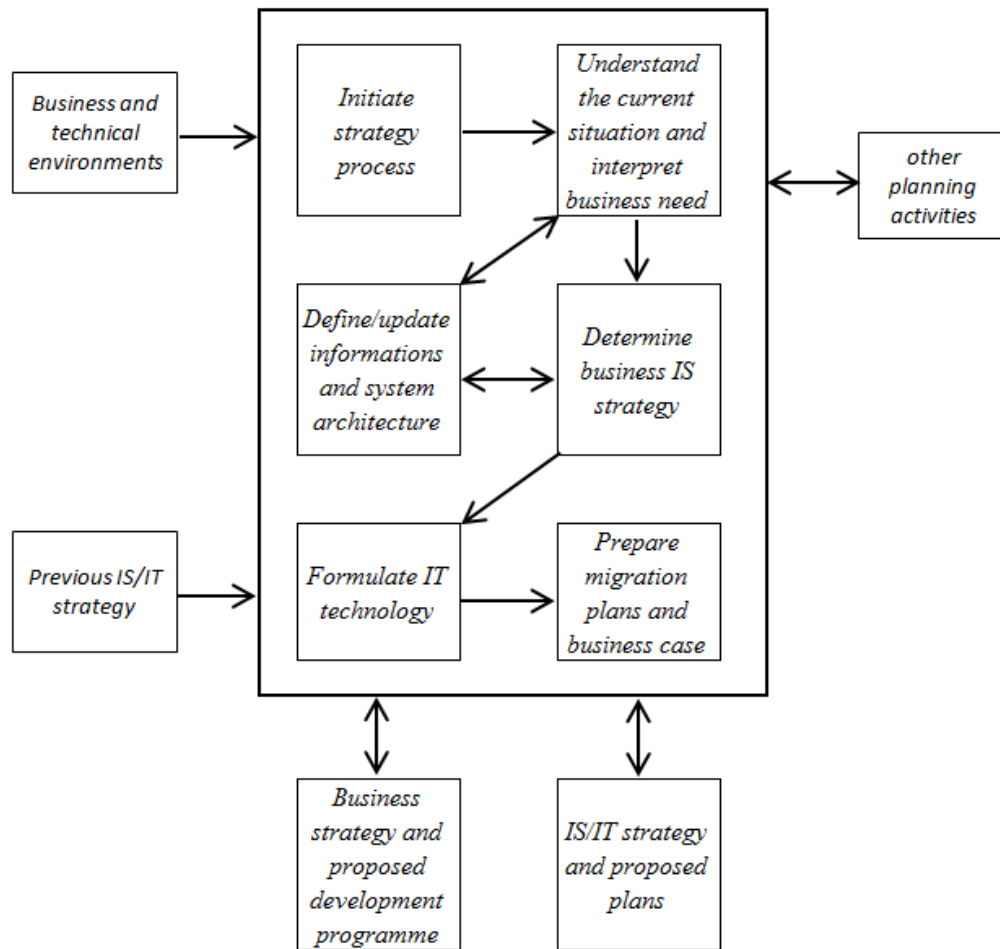 Business and
technical
environments
Initiate
strategy
process
Understand
the current
situation and
interpret
business need
other
planning
activities
Define/update
informations
and system
architecture
Determine
business IS
strategy
Previous IS/IT
strategy
Formulate IT
technology
Prepare
migration
plans and
business case
Business
strategy and
proposed
development
programme
IS/IT strategy
and proposed
plans